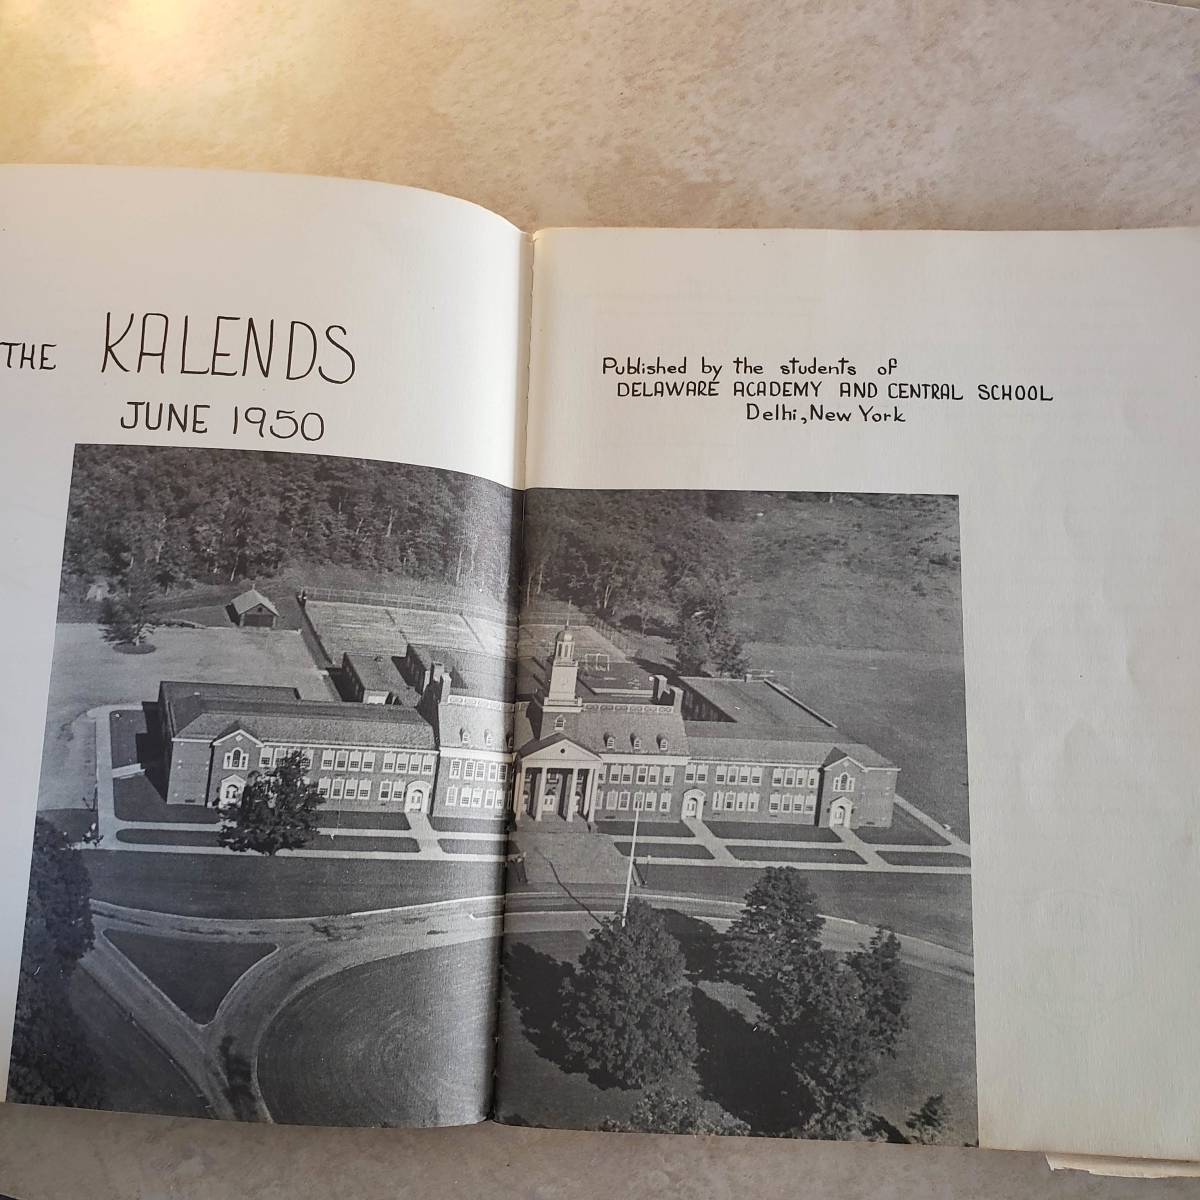 THE KALENDS
JUNE 1950
Published by the students of
DELAWARE ACADEMY AND CENTRAL SCHOOL
Delhi, New York